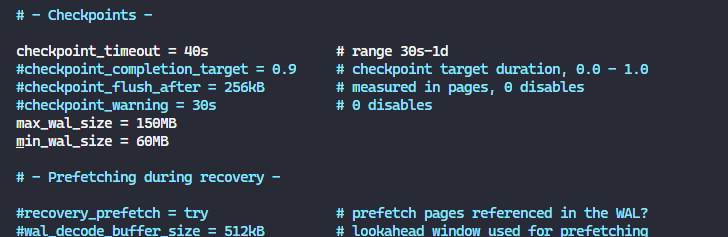 # - Checkpoints -
checkpoint_timeout = 40s # range 30s-1d
#checkpoint_completion_target = 0.9 # checkpoint target duration, 0.0 - 1.0
#checkpoint_flush_after = 256kB # measured in pages, 0 disables
#checkpoint_warning = 30s # 0 disables
max_wal_size = 150MB
min_wal_size = 60MB
# - Prefetching during recovery -
#recovery_prefetch = try # prefetch pages referenced in the WAL?
#wal_decode_buffer_size = 512kB # lookahead window used for prefetching